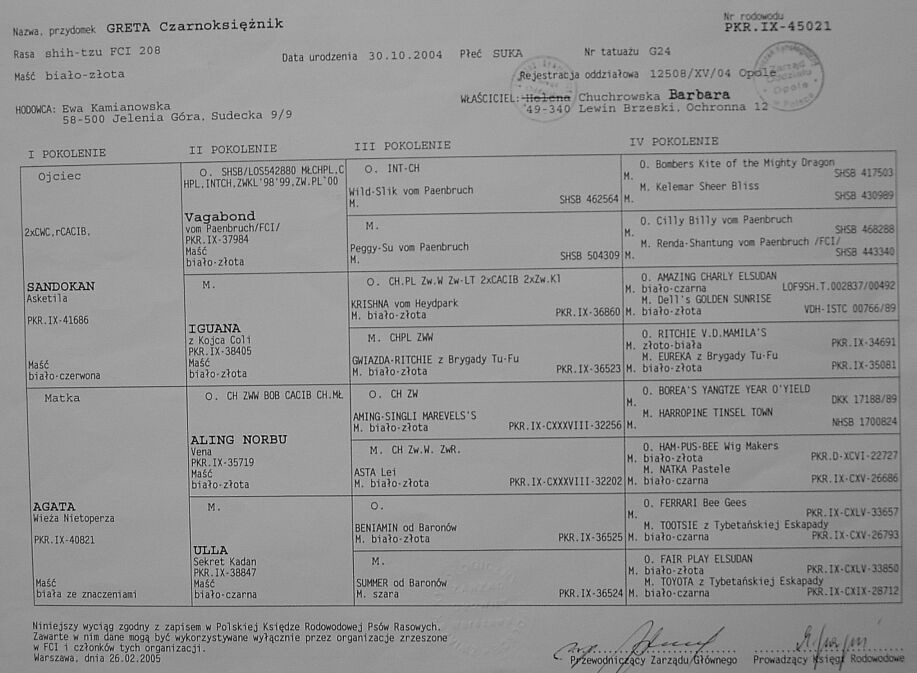 Nazwa, przydomek GRETA Czarnoksiężnik
Nr rodowodu
PKR.IX-45021
Rasa shih-tzu FCI 208
Data urodzenia 30.10.2004 Płeć SUKA Nr tatuażu G24
Maść biało-złota
Rejestracja oddziałowa 12508/XV/04 Opole
HODOWCA: Ewa Kamianowska
58-500 Jelenia Góra, Sudecka 9/9
WŁAŚCICIEL: Helena Chuchrowska Barbara
49-340 Lewin Brzeski, Ochronna 12
I POKOLENIE II POKOLENIE III POKOLENIE IV POKOLENIE
Ojciec
2xCWC,rCACIB,
SANDOKAN
Asketila
PKR.IX-41686
Maść
biało-czerwona
Matka
AGATA
Wieża Nietoperza
PKR.IX-40821
Maść
biała ze znaczeniami
O. SHSB/LOS542880 MŁCHPL,C
HPL,INTCH,ZWKL'98'99,ZW.PL`00
Vagabond
vom Paenbruch/FCI/
PKR.IX-37984
Maść
biało-złota
M.
IGUANA
z Kojca Coli
PKR.IX-38405
Maść
biało-złota
O. CH ZWW BOB CACIB CH.MŁ
ALING NORBU
Vena
PKR.IX-35719
Maść
biało-złota
M.
ULLA
Sekret Kadan
PKR.IX-38847
Maść
biało-czarna
O. INT-CH
Wild-Slik vom Paenbruch
M. SHSB 462564
M.
Peggy-Su vom Paenbruch
M. SHSB 504309
O. CH.PL Zw.W Zw-LT 2xCACIB 2xZw.Kl
KRISHNA vom Heydpark
M. biało-złota PKR.IX-36860
M. CHPL ZWW
GWIAZDA-RITCHIE z Brygady Tu-Fu
M. biało-złota PKR.IX-36523
O. CH ZW
AMING-SINGLI MAREVELS'S
M. biało-złota PKR.IX-CXXXVIII-32256
M. CH Zw.W. ZwR.
ASTA Lei
M. biało-złota PKR.IX-CXXXVIII-32202
O.
BENIAMIN od Baronów
M. biało-złota PKR.IX-36525
M.
SUMMER od Baronów
M. szara PKR.IX-36524
O. Bombers Kite of the Mighty Dragon
M. SHSB 417503
M. Kelemar Sheer Bliss
M. SHSB 430989
O. Cilly Billy vom Paenbruch
M. SHSB 468288
M. Renda-Shantung vom Paenbruch /FCI/
M. SHSB 443340
O. AMAZING CHARLY ELSUDAN
M. biało-czarna LOF9SH.T.002837/00492
M. Dell's GOLDEN SUNRISE
M. biało-złota VDH-ISTC 00766/89
O. RITCHIE V.D.MAMILA'S
M. złoto-biała PKR.IX-34691
M. EUREKA z Brygady Tu-Fu
M. biało-złota PKR.IX-35081
O. BOREA'S YANGTZE YEAR O'YIELD
M. DKK 17188/89
M. HARROPINE TINSEL TOWN
M. NHSB 1700824
O. HAM-PUS-BEE Wig Makers
M. biało-złota PKR.D-XCVI-22727
M. NATKA Pastele
M. biało-czarna PKR.IX-CXV-26686
O. FERRARI Bee Gees
M. PKR.IX-CXLV-33657
M. TOOTSIE z Tybetańskiej Eskapady
M. biało-czarna PKR.IX-CXV-26793
O. FAIR PLAY ELSUDAN
M. biało-złota PKR.IX-CXLV-33850
M. TOYOTA z Tybetańskiej Eskapady
M. biało-czarna PKR.IX-CXIX-28712
Niniejszy wyciąg zgodny z zapisem w Polskiej Księdze Rodowodowej Psów Rasowych.
Zawarte w nim dane mogą być wykorzystywane wyłącznie przez organizacje zrzeszone
w FCI i członków tych organizacji.
Warszawa, dnia 26.02.2005
Przewodniczący Zarządu Głównego
Prowadzący Księgi Rodowodowe